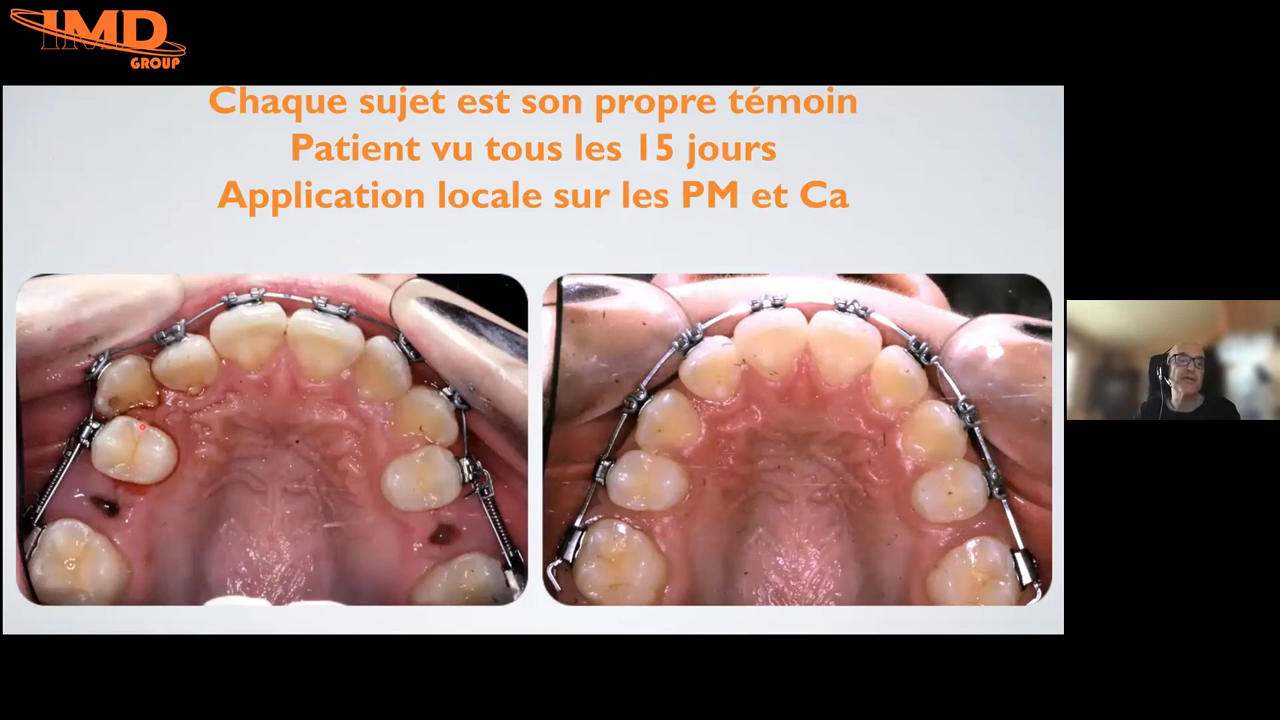 IMD
GROUP
Chaque sujet est son propre témoin
Patient vu tous les 15 jours
Application locale sur les PM et Ca